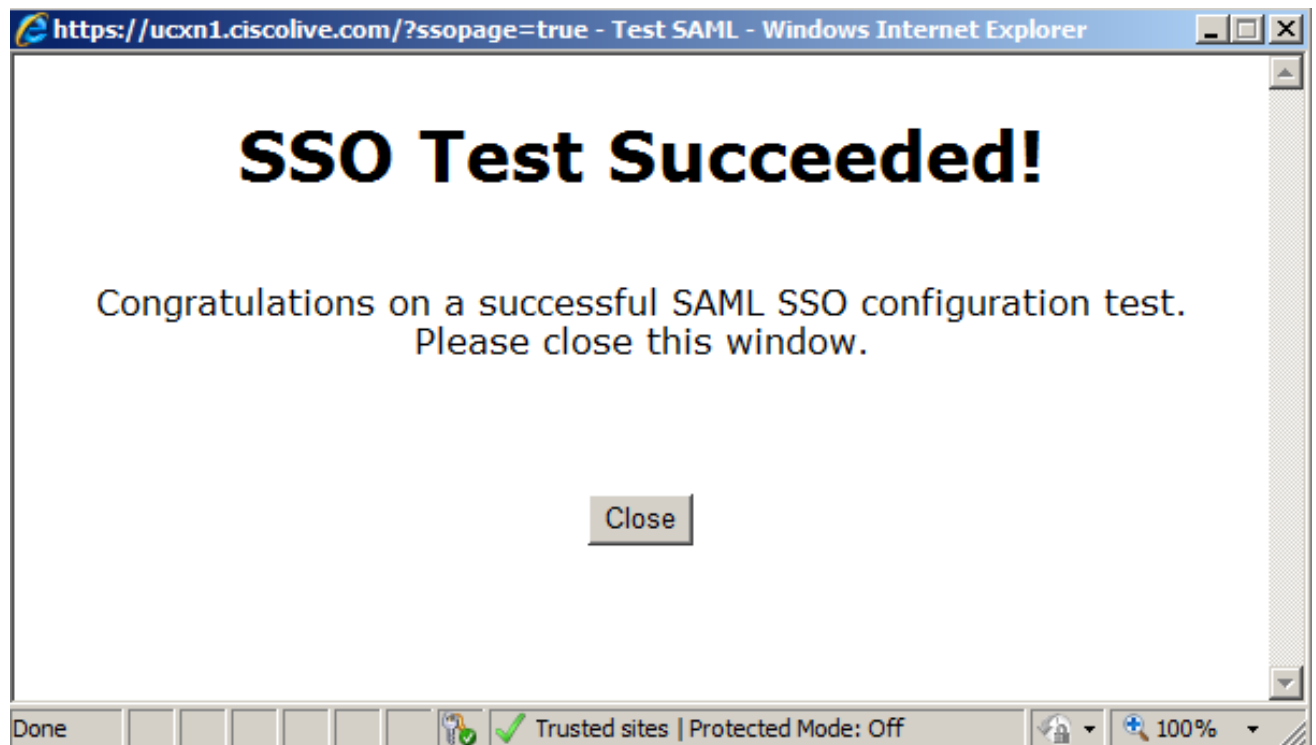 https://ucxn1.ciscolive.com/?ssopage=true - Test SAML - Windows Internet Explorer
SSO Test Succeeded!
Congratulations on a successful SAML SSO configuration test.
Please close this window.
Close
Done
Trusted sites | Protected Mode: Off
100%